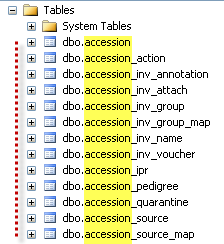 Tables
System Tables
dbo.accession
dbo.accession_action
dbo.accession_inv_annotation
dbo.accession_inv_attach
dbo.accession_inv_group
dbo.accession_inv_group_map
dbo.accession_inv_name
dbo.accession_inv_voucher
dbo.accession_ipr
dbo.accession_pedigree
dbo.accession_quarantine
dbo.accession_source
dbo.accession_source_map